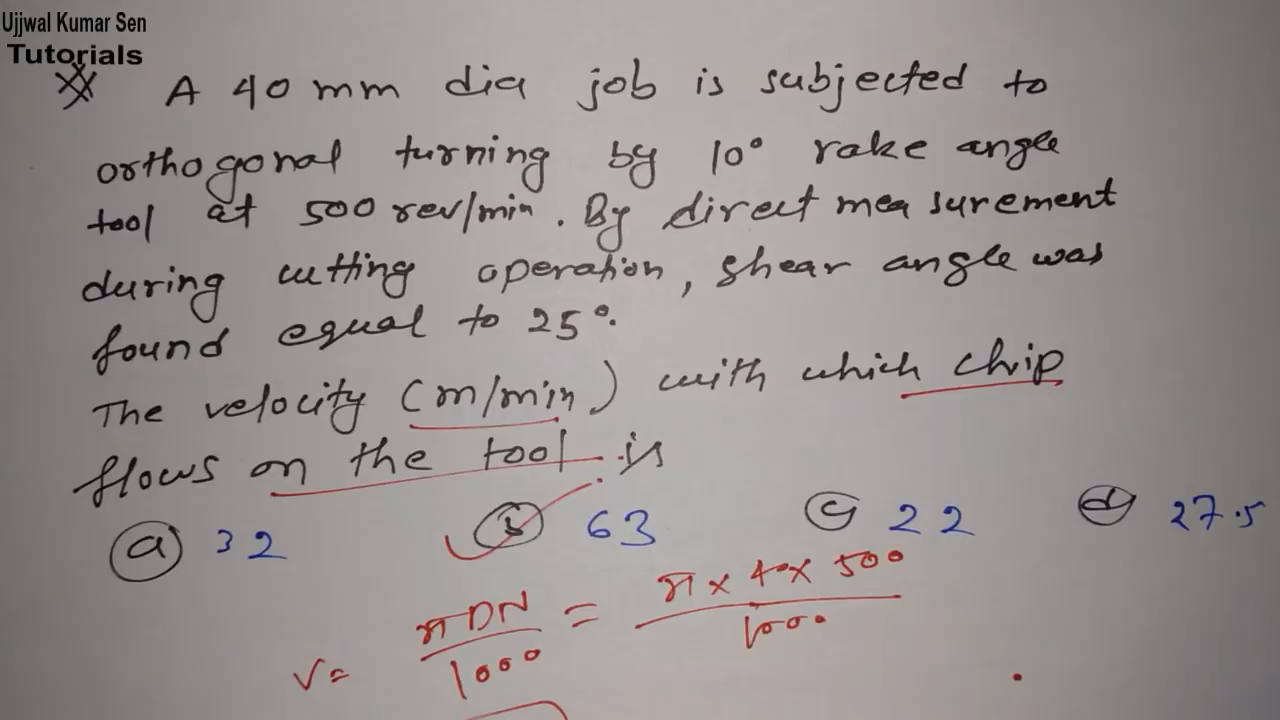 Ujjwal Kumar Sen
Tutorials
A 40 mm dia job is subjected to
orthogonal turning by 10° rake angle
tool at 500 rev/min. By direct measurement
during cutting operation, shear angle was
found equal to 25°.
The velocity (m/min) with which chip
flows on the tool is
(a) 32 (b) 63 (c) 22 (d) 27.5
V = πDN/1000 = π × 40 × 500/1000